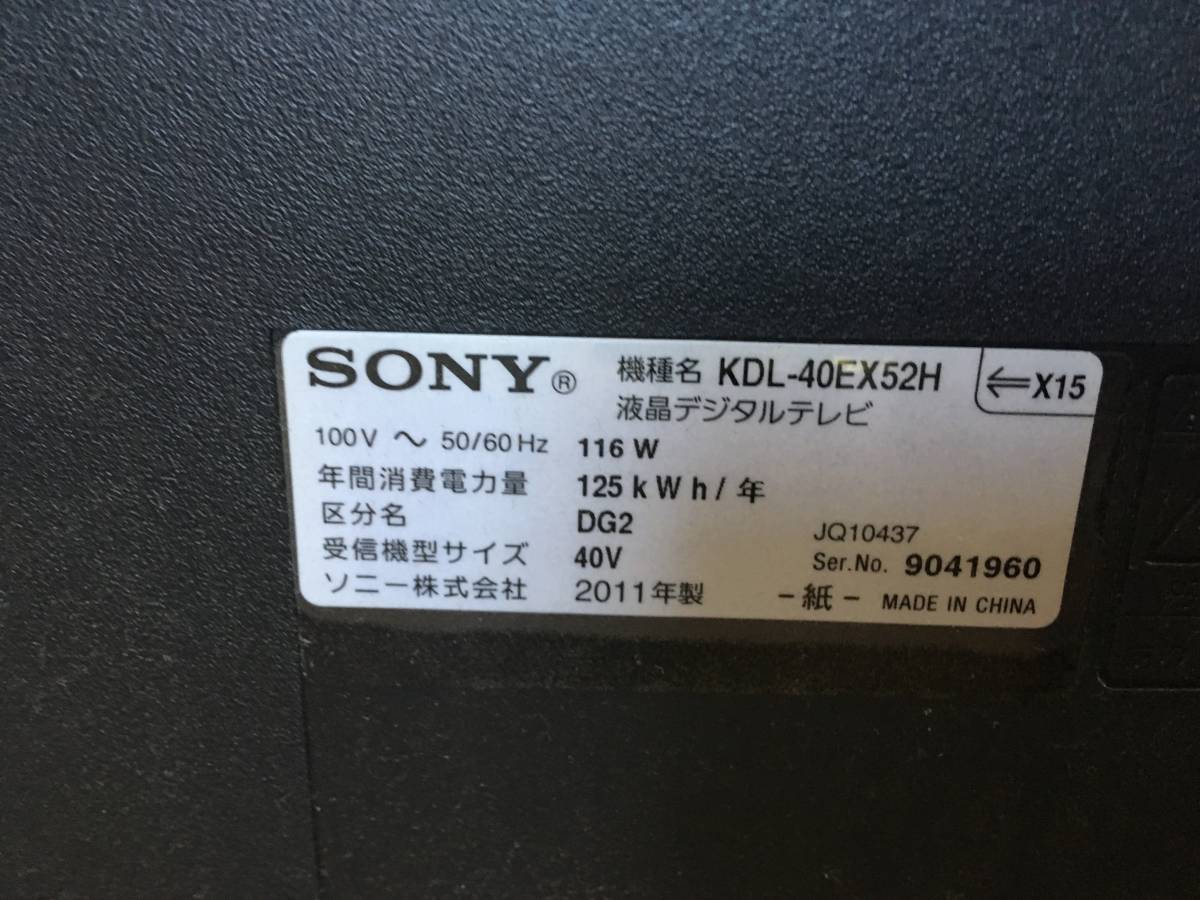 SONY® 機種名 KDL-40EX52H ⇐X15
液晶デジタルテレビ
100V ～ 50/60Hz 116 W
年間消費電力量 125 kWh/年
区分名 DG2 JQ10437
受信機型サイズ 40V Ser.No. 9041960
ソニー株式会社 2011年製 -紙- MADE IN CHINA